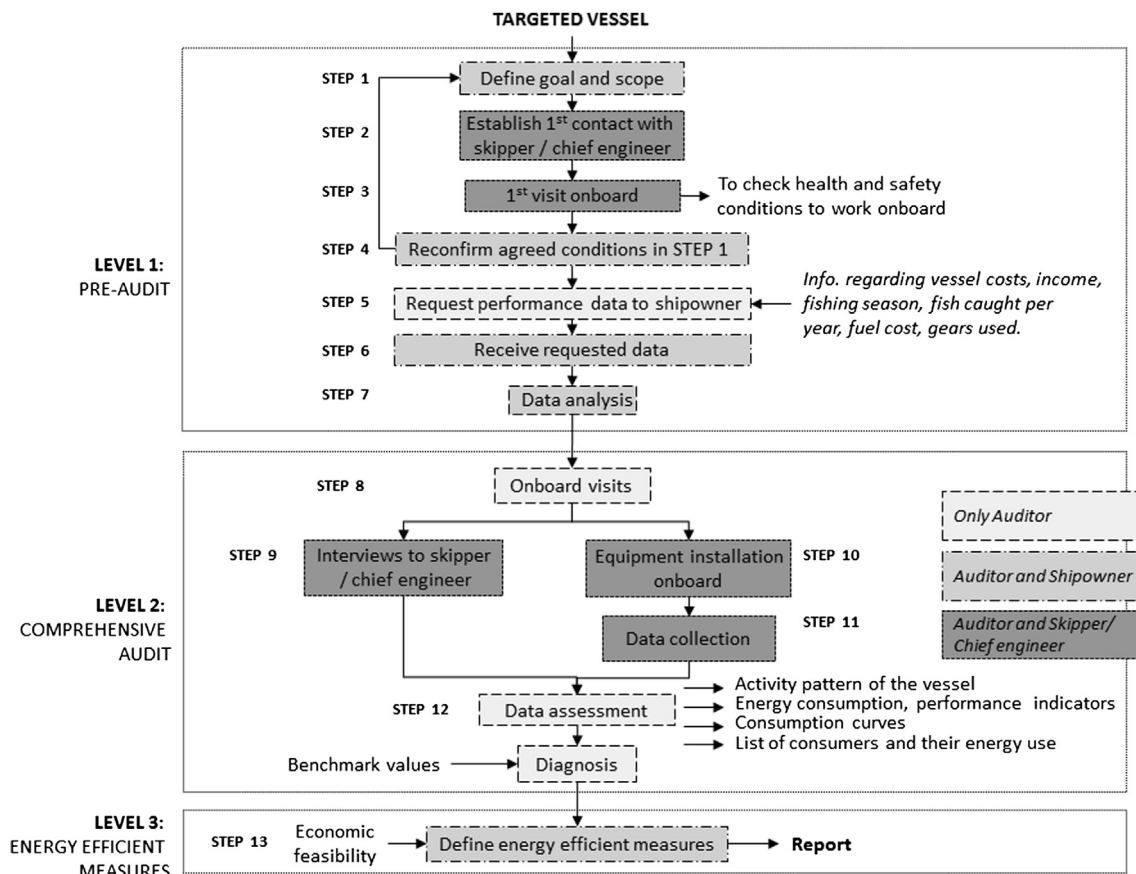 TARGETED VESSEL
STEP 1
Define goal and scope
STEP 2
Establish 1st contact with
skipper / chief engineer
STEP 3
1st visit onboard
To check health and safety
conditions to work onboard
STEP 4
Reconfirm agreed conditions in STEP 1
LEVEL 1:
PRE-AUDIT
STEP 5
Request performance data to shipowner
Info. regarding vessel costs, income,
fishing season, fish caught per
year, fuel cost, gears used.
STEP 6
Receive requested data
STEP 7
Data analysis
STEP 8
Onboard visits
Only Auditor
Auditor and Shipowner
Auditor and Skipper/
Chief engineer
STEP 9
Interviews to skipper
/ chief engineer
Equipment installation
onboard
STEP 10
LEVEL 2:
COMPREHENSIVE
AUDIT
Data collection
STEP 11
STEP 12
Data assessment
Activity pattern of the vessel
Energy consumption, performance indicators
Consumption curves
List of consumers and their energy use
Benchmark values
Diagnosis
LEVEL 3:
ENERGY EFFICIENT
MEASURES
STEP 13
Economic
feasibility
Define energy efficient measures
Report